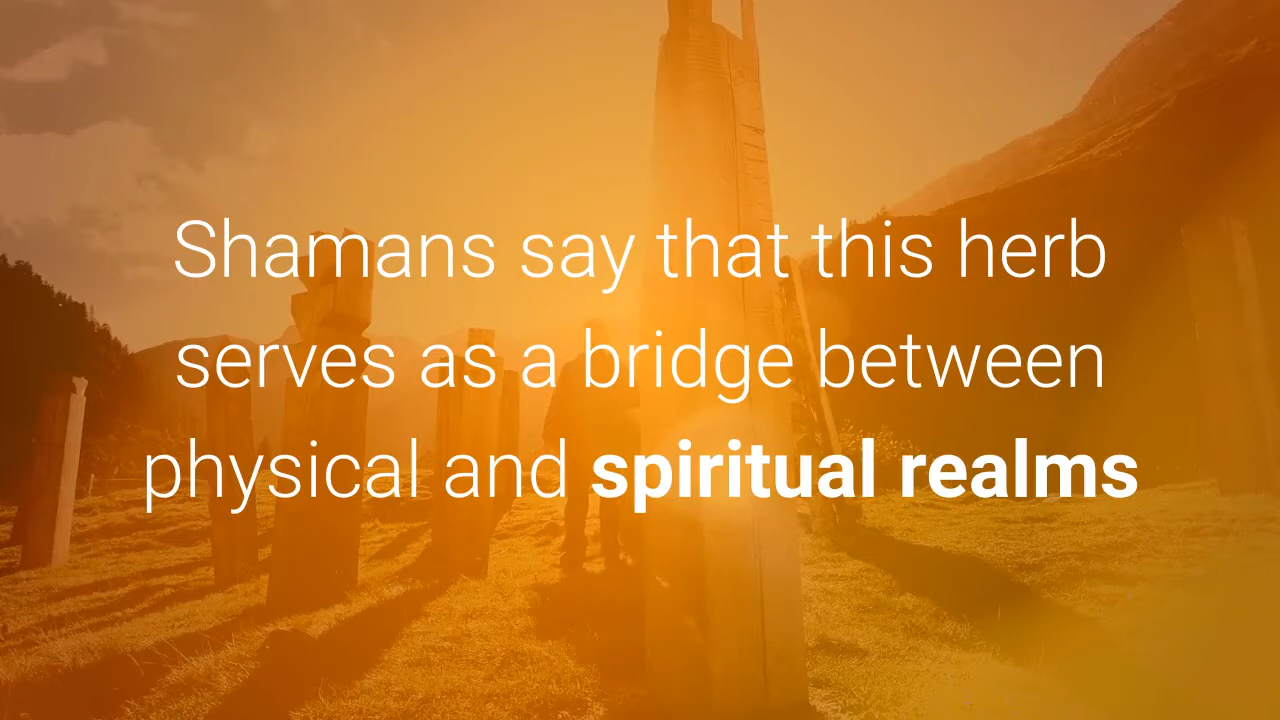 Shamans say that this herb
serves as a bridge between
physical and spiritual realms